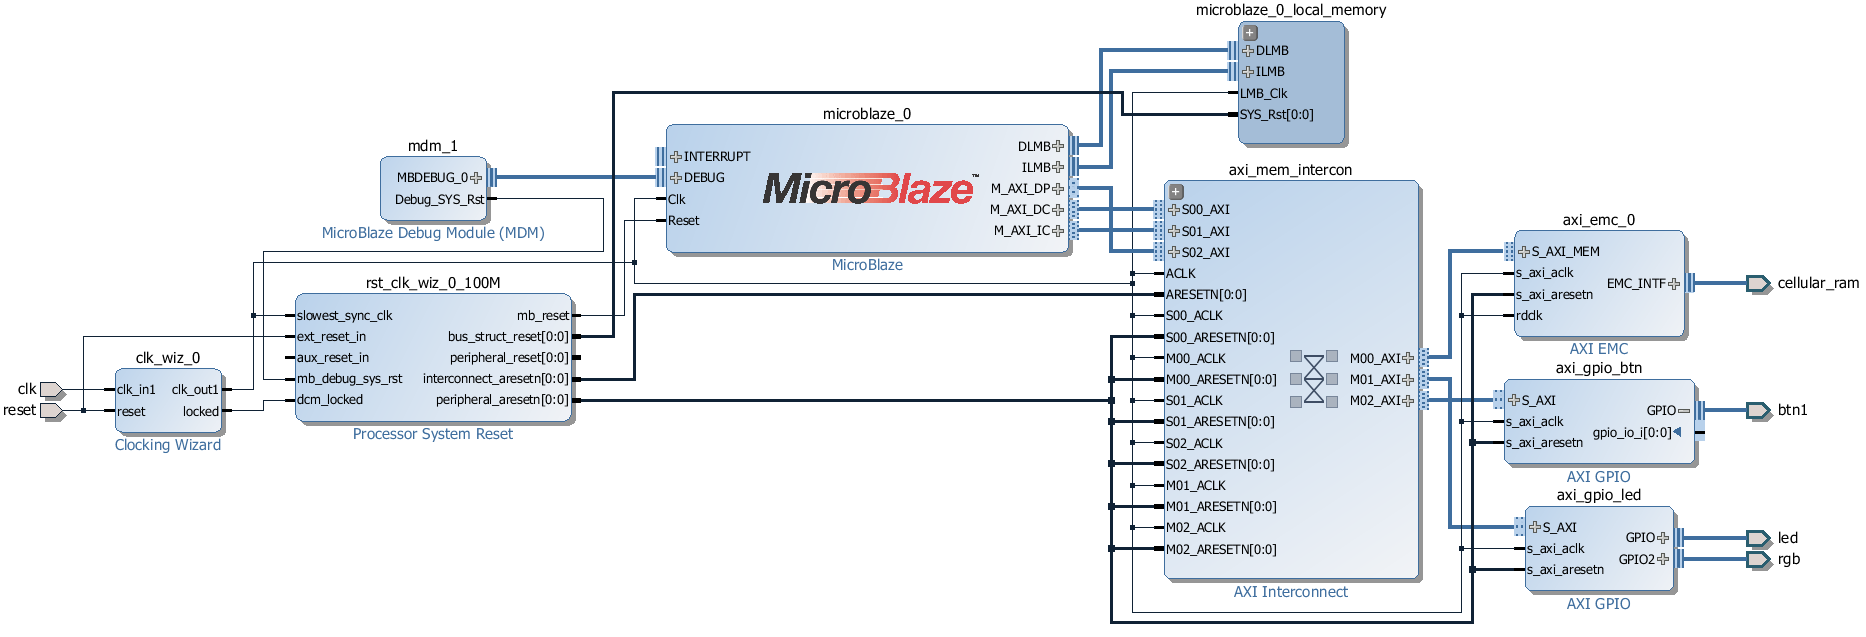 clk
reset
clk_wiz_0
clk_in1
reset
clk_out1
locked
Clocking Wizard
mdm_1
MBDEBUG_0
Debug_SYS_Rst
MicroBlaze Debug Module (MDM)
rst_clk_wiz_0_100M
slowest_sync_clk
ext_reset_in
aux_reset_in
mb_debug_sys_rst
dcm_locked
mb_reset
bus_struct_reset[0:0]
peripheral_reset[0:0]
interconnect_aresetn[0:0]
peripheral_aresetn[0:0]
Processor System Reset
microblaze_0
INTERRUPT
DEBUG
Clk
Reset
MicroBlaze™
DLMB
ILMB
M_AXI_DP
M_AXI_DC
M_AXI_IC
MicroBlaze
microblaze_0_local_memory
DLMB
ILMB
LMB_Clk
SYS_Rst[0:0]
axi_mem_intercon
S00_AXI
S01_AXI
S02_AXI
ACLK
ARESETN[0:0]
S00_ACLK
S00_ARESETN[0:0]
M00_ACLK
M00_ARESETN[0:0]
S01_ACLK
S01_ARESETN[0:0]
S02_ACLK
S02_ARESETN[0:0]
M01_ACLK
M01_ARESETN[0:0]
M02_ACLK
M02_ARESETN[0:0]
M00_AXI
M01_AXI
M02_AXI
AXI Interconnect
axi_emc_0
S_AXI_MEM
s_axi_aclk
s_axi_aresetn
rdclk
EMC_INTF
AXI EMC
cellular_ram
axi_gpio_btn
S_AXI
s_axi_aclk
s_axi_aresetn
GPIO
gpio_io_i[0:0]
AXI GPIO
btn1
axi_gpio_led
S_AXI
s_axi_aclk
s_axi_aresetn
GPIO
GPIO2
AXI GPIO
led
rgb